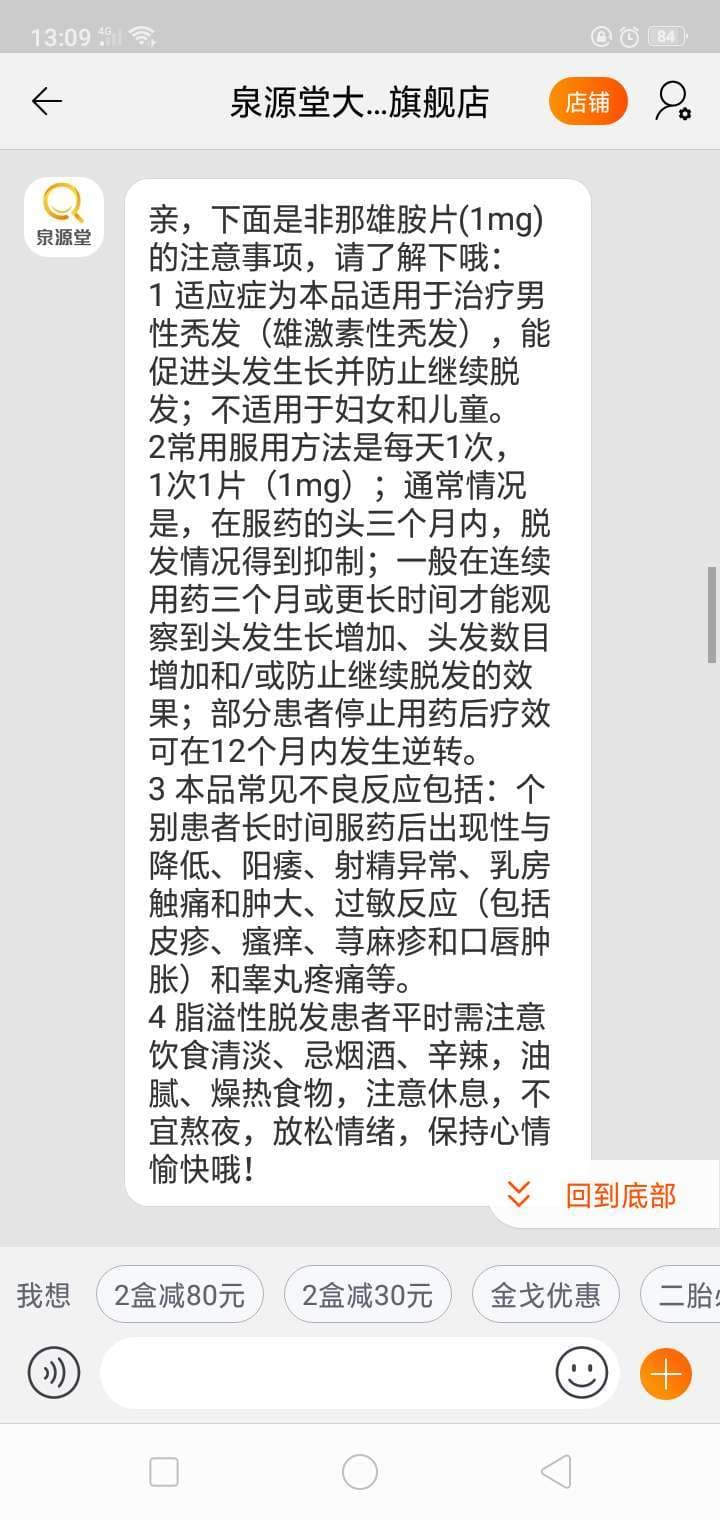 13:09 4G 84
泉源堂大...旗舰店
店铺
泉源堂
亲，下面是非那雄胺片(1mg)
的注意事项，请了解下哦：
1 适应症为本品适用于治疗男
性秃发（雄激素性秃发），能
促进头发生长并防止继续脱
发；不适用于妇女和儿童。
2常用服用方法是每天1次，
1次1片（1mg）；通常情况
是，在服药的头三个月内，脱
发情况得到抑制；一般在连续
用药三个月或更长时间才能观
察到头发生长增加、头发数目
增加和/或防止继续脱发的效
果；部分患者停止用药后疗效
可在12个月内发生逆转。
3 本品常见不良反应包括：个
别患者长时间服药后出现性与
降低、阳痿、射精异常、乳房
触痛和肿大、过敏反应（包括
皮疹、瘙痒、荨麻疹和口唇肿
胀）和睾丸疼痛等。
4 脂溢性脱发患者平时需注意
饮食清淡、忌烟酒、辛辣，油
腻、燥热食物，注意休息，不
宜熬夜，放松情绪，保持心情
愉快哦！
回到底部
我想 2盒减80元 2盒减30元 金戈优惠 二胎